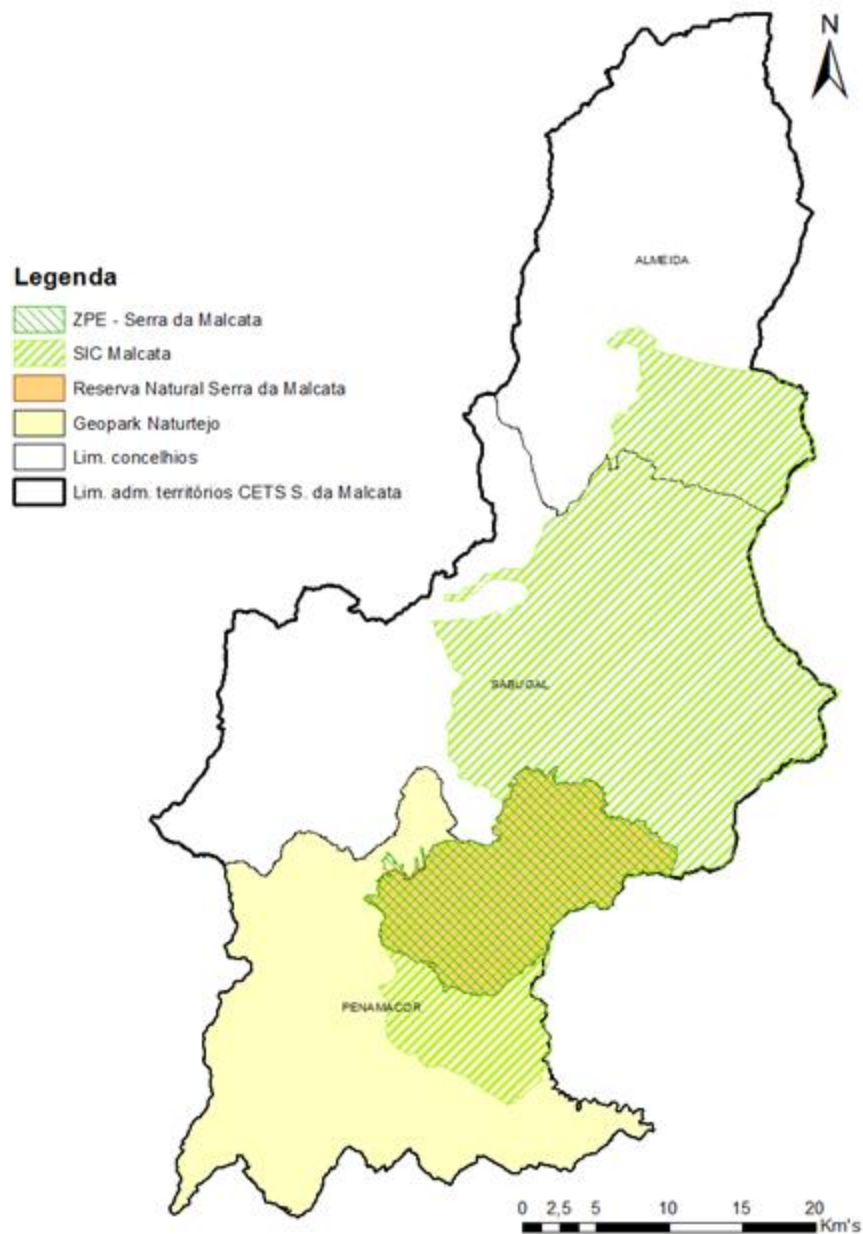 N
ALMEIDA
Legenda
ZPE - Serra da Malcata
SIC Malcata
Reserva Natural Serra da Malcata
Geopark Naturtejo
Lim. concelhios
Lim. adm. territórios CETS S. da Malcata
SABUGAL
PENAMACOR
0 2,5 5 10 15 20
Km's